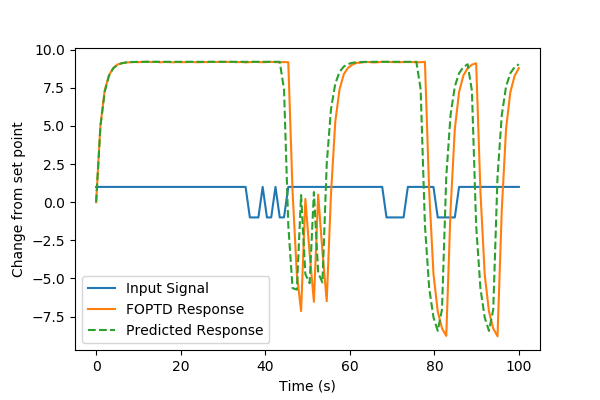 10.0
7.5
5.0
2.5
0.0
−2.5
−5.0
−7.5
Change from set point
Input Signal
FOPTD Response
Predicted Response
0 20 40 60 80 100
Time (s)